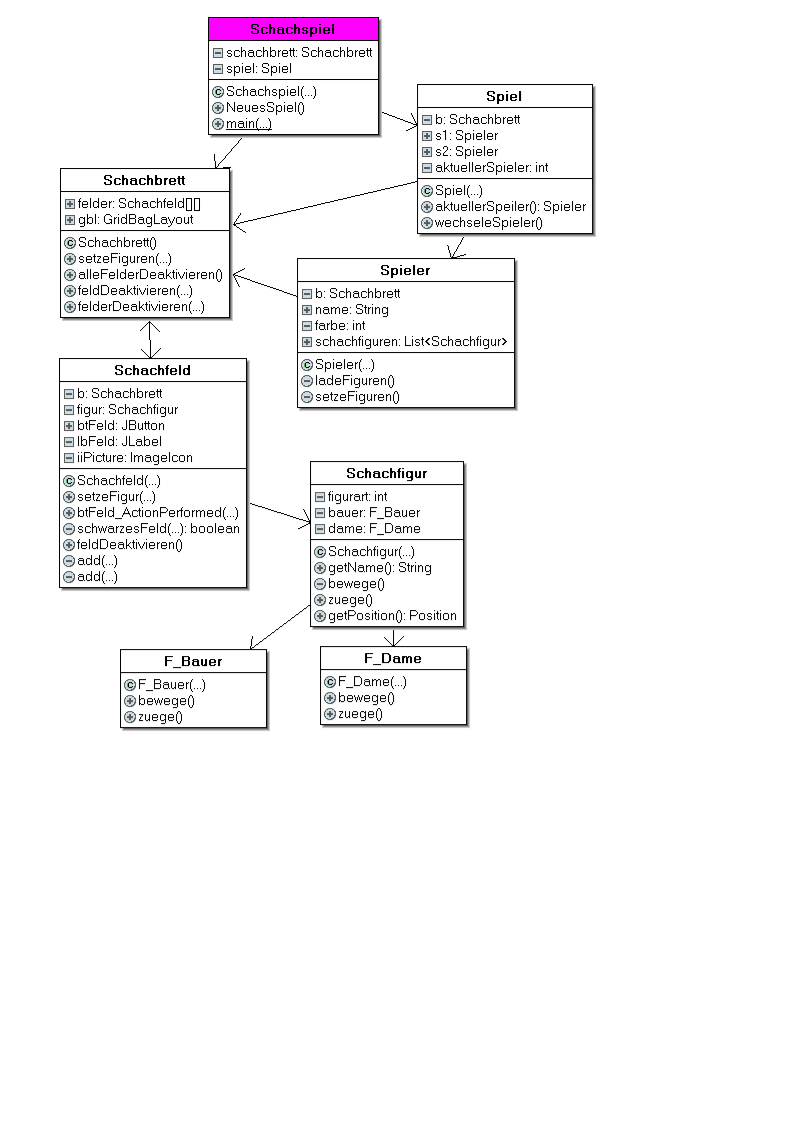 Schachspiel
schachbrett: Schachbrett
spiel: Spiel
Schachspiel(...)
NeuesSpiel()
main(...)
Spiel
b: Schachbrett
s1: Spieler
s2: Spieler
aktuellerSpieler: int
Spiel(...)
aktuellerSpeiler(): Spieler
wechseleSpieler()
Schachbrett
felder: Schachfeld[][]
gbl: GridBagLayout
Schachbrett()
setzeFiguren(...)
alleFelderDeaktivieren()
feldDeaktivieren(...)
felderDeaktivieren(...)
Spieler
b: Schachbrett
name: String
farbe: int
schachfiguren: List<Schachfigur>
Spieler(...)
ladeFiguren()
setzeFiguren()
Schachfeld
b: Schachbrett
figur: Schachfigur
btFeld: JButton
lbFeld: JLabel
iiPicture: ImageIcon
Schachfeld(...)
setzeFigur(...)
btFeld_ActionPerformed(...)
schwarzesFeld(...): boolean
feldDeaktivieren()
add(...)
add(...)
Schachfigur
figurart: int
bauer: F_Bauer
dame: F_Dame
Schachfigur(...)
getName(): String
bewege()
zuege()
getPosition(): Position
F_Bauer
F_Bauer(...)
bewege()
zuege()
F_Dame
F_Dame(...)
bewege()
zuege()